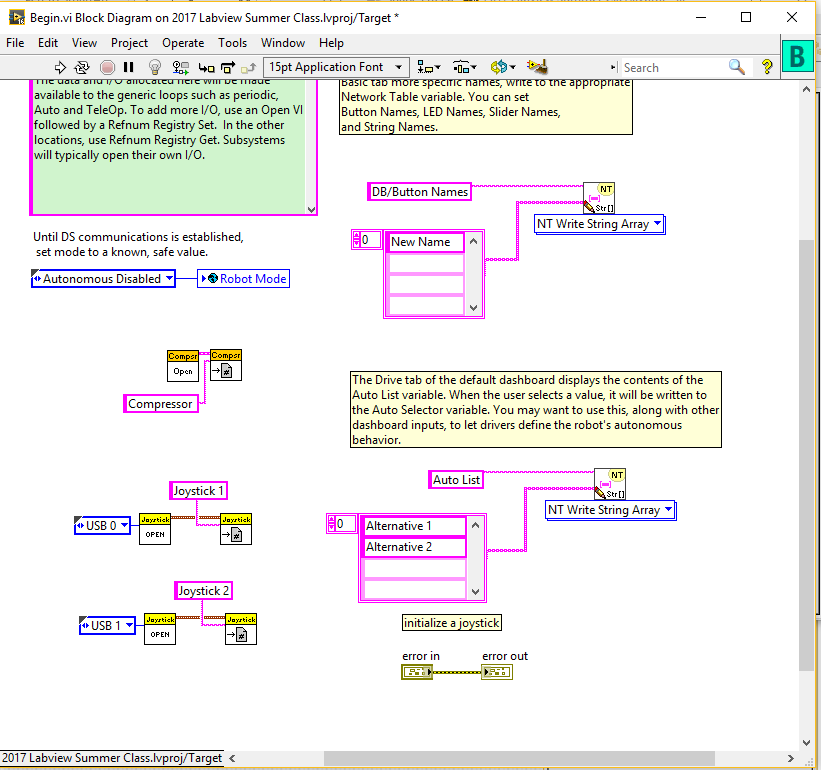 Begin.vi Block Diagram on 2017 Labview Summer Class.lvproj/Target *
File Edit View Project Operate Tools Window Help
15pt Application Font
Search
?
B
The data and I/O allocated here will be made
available to the generic loops such as periodic,
Auto and TeleOp. To add more I/O, use an Open VI
followed by a Refnum Registry Set. In the other
locations, use Refnum Registry Get. Subsystems
will typically open their own I/O.
Basic tab more specific names, write to the appropriate
Network Table variable. You can set
Button Names, LED Names, Slider Names,
and String Names.
DB/Button Names
NT
Str[]
NT Write String Array
0
New Name
Until DS communications is established,
set mode to a known, safe value.
Autonomous Disabled
Robot Mode
Compsr
Open
Compsr
#
Compressor
The Drive tab of the default dashboard displays the contents of the
Auto List variable. When the user selects a value, it will be written to
the Auto Selector variable. You may want to use this, along with other
dashboard inputs, to let drivers define the robot's autonomous
behavior.
Auto List
NT
Str[]
NT Write String Array
0
Alternative 1
Alternative 2
Joystick 1
USB 0
Joystick
OPEN
Joystick
#
Joystick 2
USB 1
Joystick
OPEN
Joystick
#
initialize a joystick
error in
error out
2017 Labview Summer Class.lvproj/Target